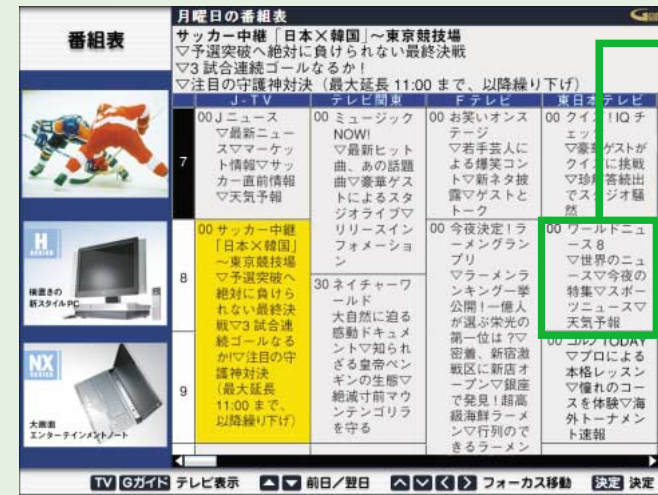 番組表
月曜日の番組表
サッカー中継「日本×韓国」～東京競技場
▽予選突破へ絶対に負けられない最終決戦
▽3試合連続ゴールなるか！
▽注目の守護神対決（最大延長 11:00 まで、以降繰り下げ）
J-TV
テレビ関東
Fテレビ
東日本テレビ
7
00 Jニュース
▽最新ニュー
ス▽マーケッ
ト情報▽サッ
カー直前情報
▽天気予報
00 ミュージック
NOW!
▽最新ヒット
曲、あの話題
曲▽豪華ゲス
トによるスタ
ジオライブ▽
リリースイン
フォメーショ
ン
00 お笑いオンス
テージ
▽若手芸人に
よる爆笑コン
ト▽新ネタ披
露▽ゲストと
トーク
00 クイズ！IQ チ
ェッ
▽豪華ゲストが
クイズに挑戦
▽珍解答続出
でスタジオ騒
然
8
00 サッカー中継
「日本×韓国」
～東京競技場
▽予選突破へ
絶対に負けら
れない最終決
戦▽3試合連
続ゴールなる
か!▽注目の守
護神対決
（最大延長
11:00 まで、
以降繰り下げ）
30 ネイチャーワ
ールド
大自然に迫る
感動ドキュメ
ント▽知られ
ざる皇帝ペン
ギンの生態▽
絶滅寸前マウ
ンテンゴリラ
を守る
00 今夜決定！ラ
ーメングラン
プリ
▽ラーメンラ
ンキング一挙
公開！一億人
が選ぶ栄光の
第一位は？▽
密着、新宿激
戦区に新店オ
ープン▽銀座
で発見！超高
級海鮮ラーメ
ン▽行列ので
きるラーメン
00 ワールドニュ
ース8
▽世界のニュ
ース▽今夜の
特集▽スポー
ツニュース▽
天気予報
9
00 ゴルフ TODAY
▽プロによる
本格レッスン
▽憧れのコー
スを体験▽海
外トーナメン
ト速報
H
SERIES
横置きの
新スタイルPC
NX
SERIES
大画面
エンターテインメントノート
TV Gガイド テレビ表示 前日／翌日 フォーカス移動 決定 決定